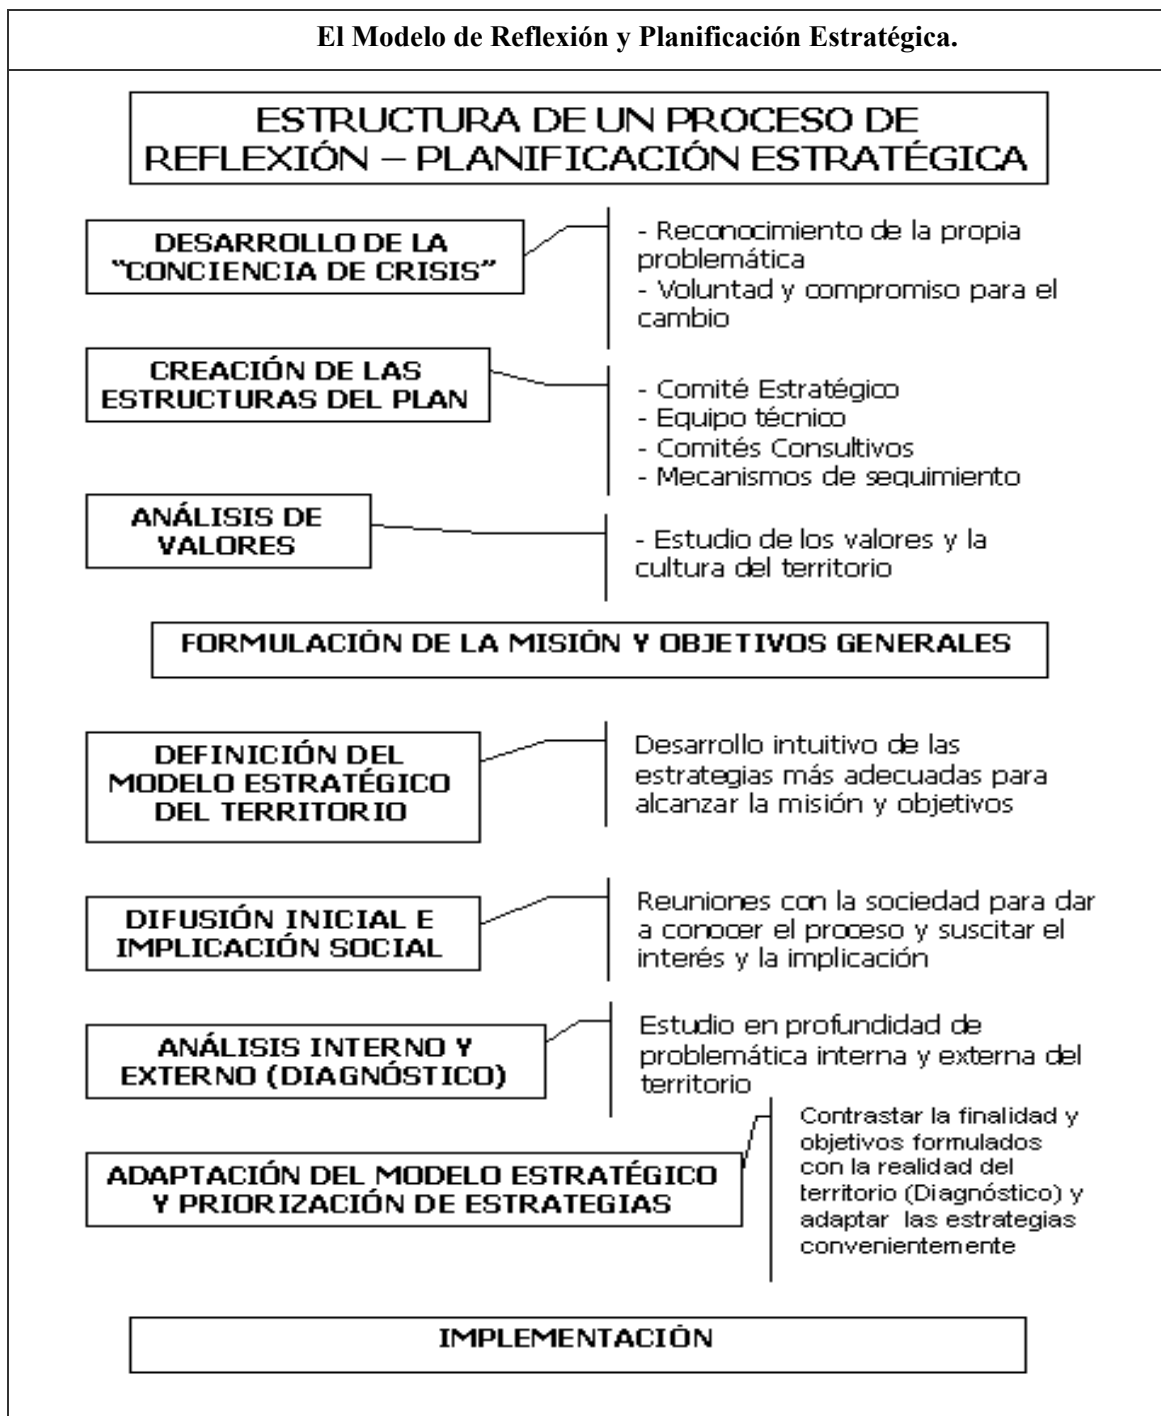 El Modelo de Reflexión y Planificación Estratégica.
ESTRUCTURA DE UN PROCESO DE
REFLEXIÓN – PLANIFICACIÓN ESTRATÉGICA
DESARROLLO DE LA
“CONCIENCIA DE CRISIS”
- Reconocimiento de la propia
problemática
- Voluntad y compromiso para el
cambio
CREACIÓN DE LAS
ESTRUCTURAS DEL PLAN
- Comité Estratégico
- Equipo técnico
- Comités Consultivos
- Mecanismos de seguimiento
ANÁLISIS DE
VALORES
- Estudio de los valores y la
cultura del territorio
FORMULACIÓN DE LA MISIÓN Y OBJETIVOS GENERALES
DEFINICIÓN DEL
MODELO ESTRATÉGICO
DEL TERRITORIO
Desarrollo intuitivo de las
estrategias más adecuadas para
alcanzar la misión y objetivos
DIFUSIÓN INICIAL E
IMPLICACIÓN SOCIAL
Reuniones con la sociedad para dar
a conocer el proceso y suscitar el
interés y la implicación
ANÁLISIS INTERNO Y
EXTERNO (DIAGNÓSTICO)
Estudio en profundidad de
problemática interna y externa del
territorio
ADAPTACIÓN DEL MODELO ESTRATÉGICO
Y PRIORIZACIÓN DE ESTRATEGIAS
Contrastar la finalidad y
objetivos formulados
con la realidad del
territorio (Diagnóstico) y
adaptar las estrategias
convenientemente
IMPLEMENTACIÓN